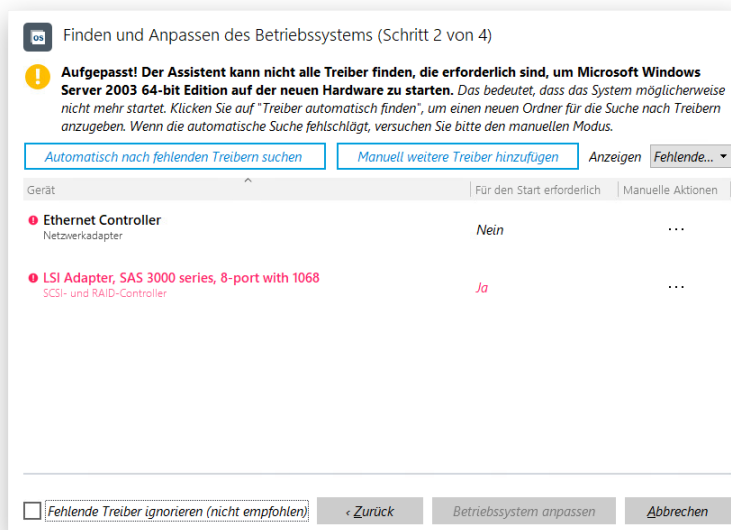 OS
Finden und Anpassen des Betriebssystems (Schritt 2 von 4)
Aufgepasst! Der Assistent kann nicht alle Treiber finden, die erforderlich sind, um Microsoft Windows
Server 2003 64-bit Edition auf der neuen Hardware zu starten. Das bedeutet, dass das System möglicherweise
nicht mehr startet. Klicken Sie auf "Treiber automatisch finden", um einen neuen Ordner für die Suche nach Treibern
anzugeben. Wenn die automatische Suche fehlschlägt, versuchen Sie bitte den manuellen Modus.
Automatisch nach fehlenden Treibern suchen Manuell weitere Treiber hinzufügen Anzeigen Fehlende...
Gerät Für den Start erforderlich Manuelle Aktionen
Ethernet Controller
Netzwerkadapter
Nein ...
LSI Adapter, SAS 3000 series, 8-port with 1068
SCSI- und RAID-Controller
Ja ...
Fehlende Treiber ignorieren (nicht empfohlen) ‹ Zurück Betriebssystem anpassen Abbrechen